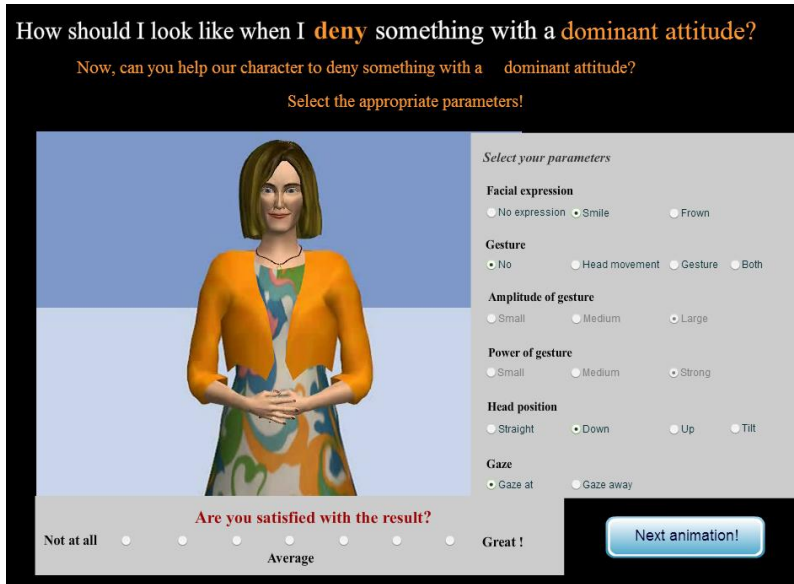 How should I look like when I deny something with a dominant attitude?
Now, can you help our character to deny something with a dominant attitude?
Select the appropriate parameters!
Select your parameters
Facial expression
No expression Smile Frown
Gesture
No Head movement Gesture Both
Amplitude of gesture
Small Medium Large
Power of gesture
Small Medium Strong
Head position
Straight Down Up Tilt
Gaze
Gaze at Gaze away
Are you satisfied with the result?
Not at all Great !
Average
Next animation!